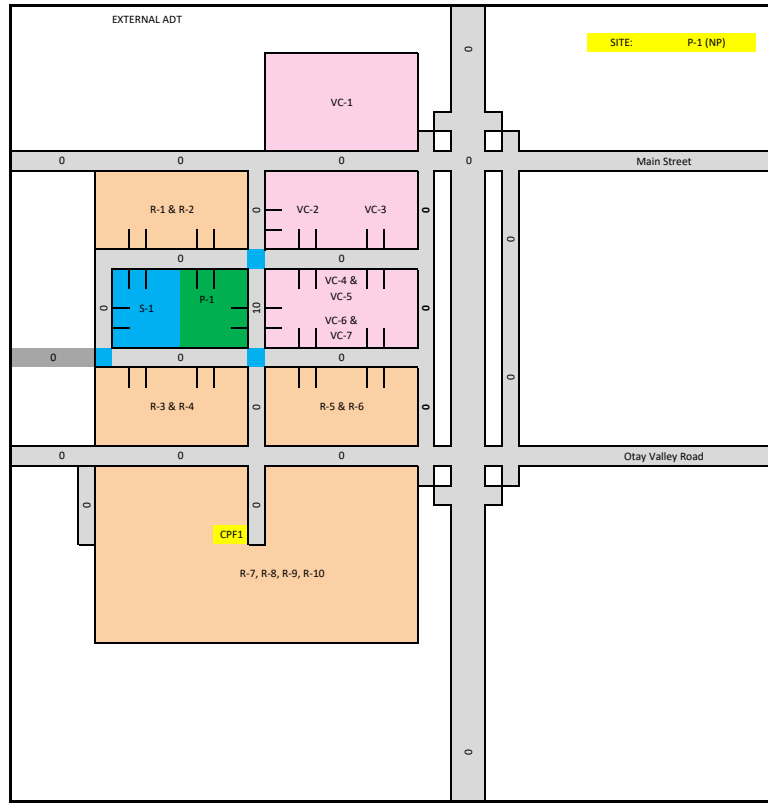 EXTERNAL ADT
0
SITE: P-1 (NP)
VC-1
0 0 0 0 Main Street
R-1 & R-2 0 VC-2 VC-3 0
0
0 0
VC-4 &
VC-5
S-1 P-1
0 10 0
VC-6 &
VC-7
0 0 0
0
R-3 & R-4 0 R-5 & R-6 0
0 0 0 Otay Valley Road
0 0
CPF1
R-7, R-8, R-9, R-10
0